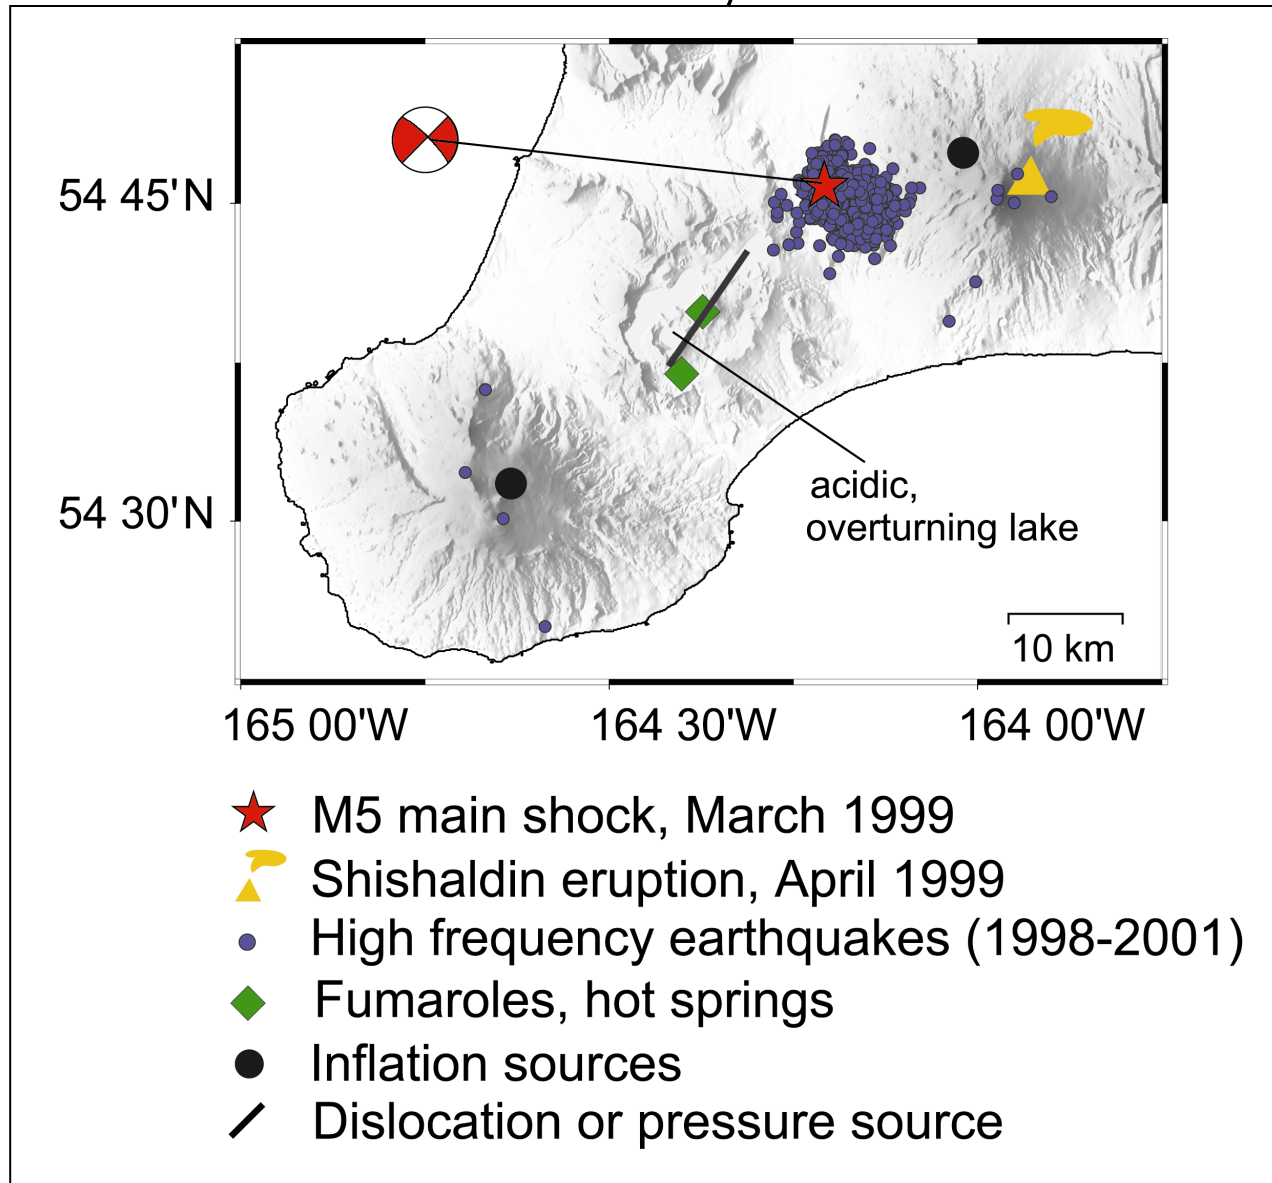 54 45'N
acidic,
overturning lake
54 30'N
10 km
165 00'W 164 30'W 164 00'W
M5 main shock, March 1999
Shishaldin eruption, April 1999
High frequency earthquakes (1998-2001)
Fumaroles, hot springs
Inflation sources
Dislocation or pressure source